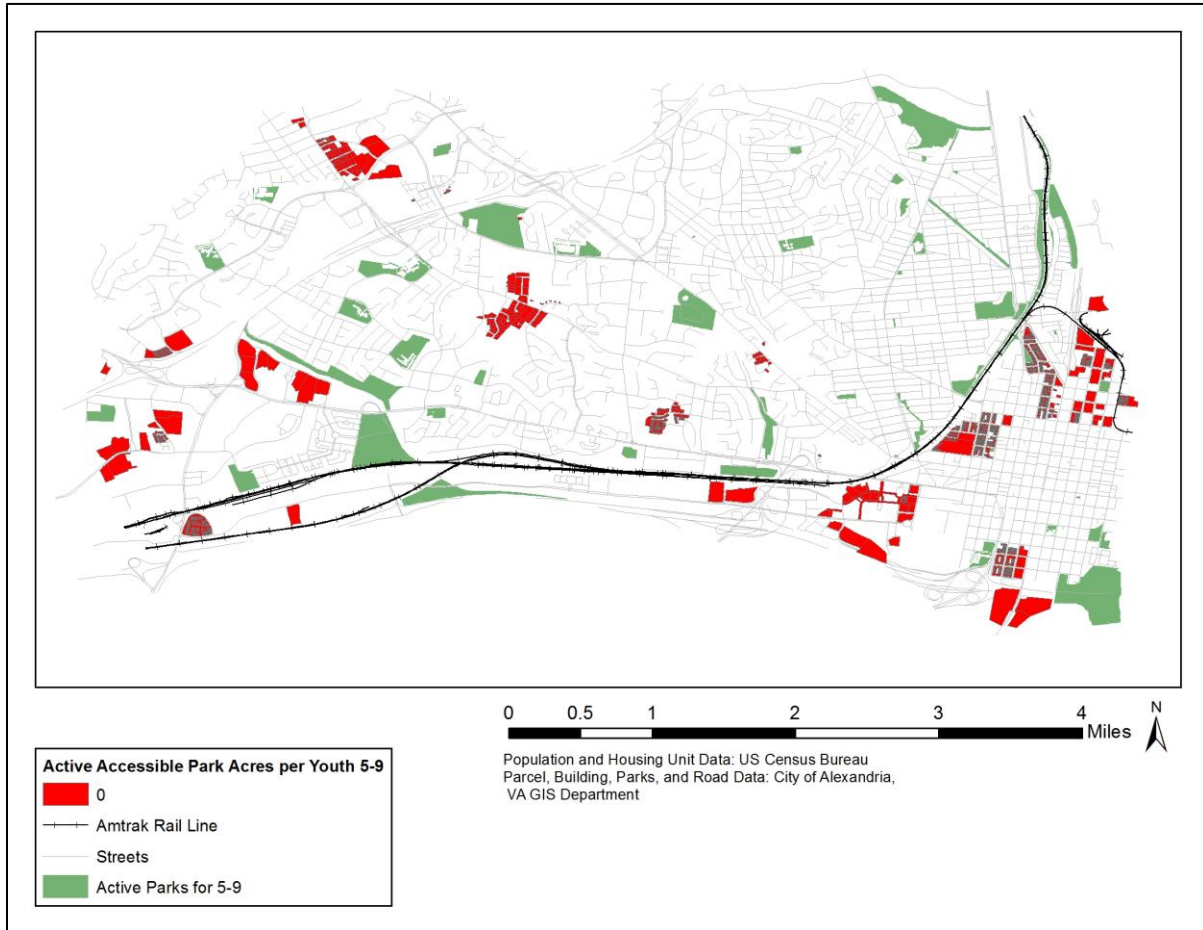 0 0.5 1 2 3 4
Miles
N
Population and Housing Unit Data: US Census Bureau
Parcel, Building, Parks, and Road Data: City of Alexandria,
VA GIS Department
Active Accessible Park Acres per Youth 5-9
0
Amtrak Rail Line
Streets
Active Parks for 5-9